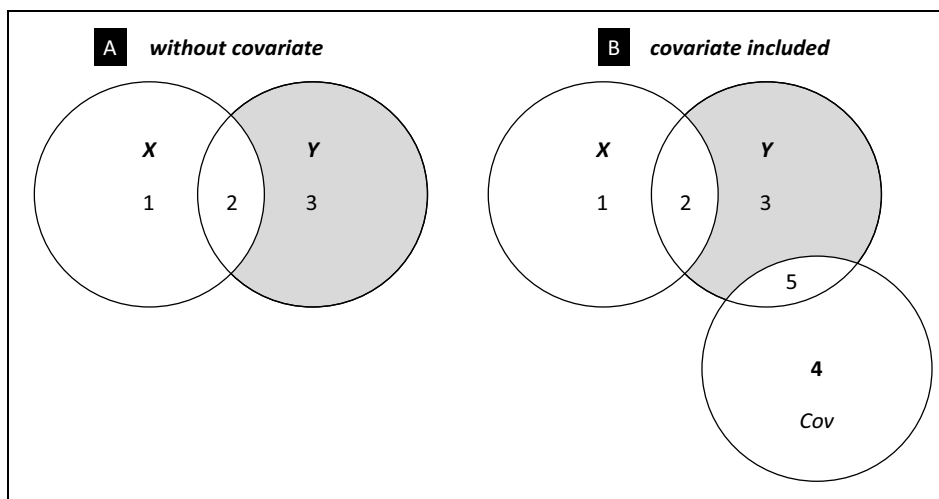 A without covariate
X Y
1 2 3
B covariate included
X Y
1 2 3
5
4
Cov